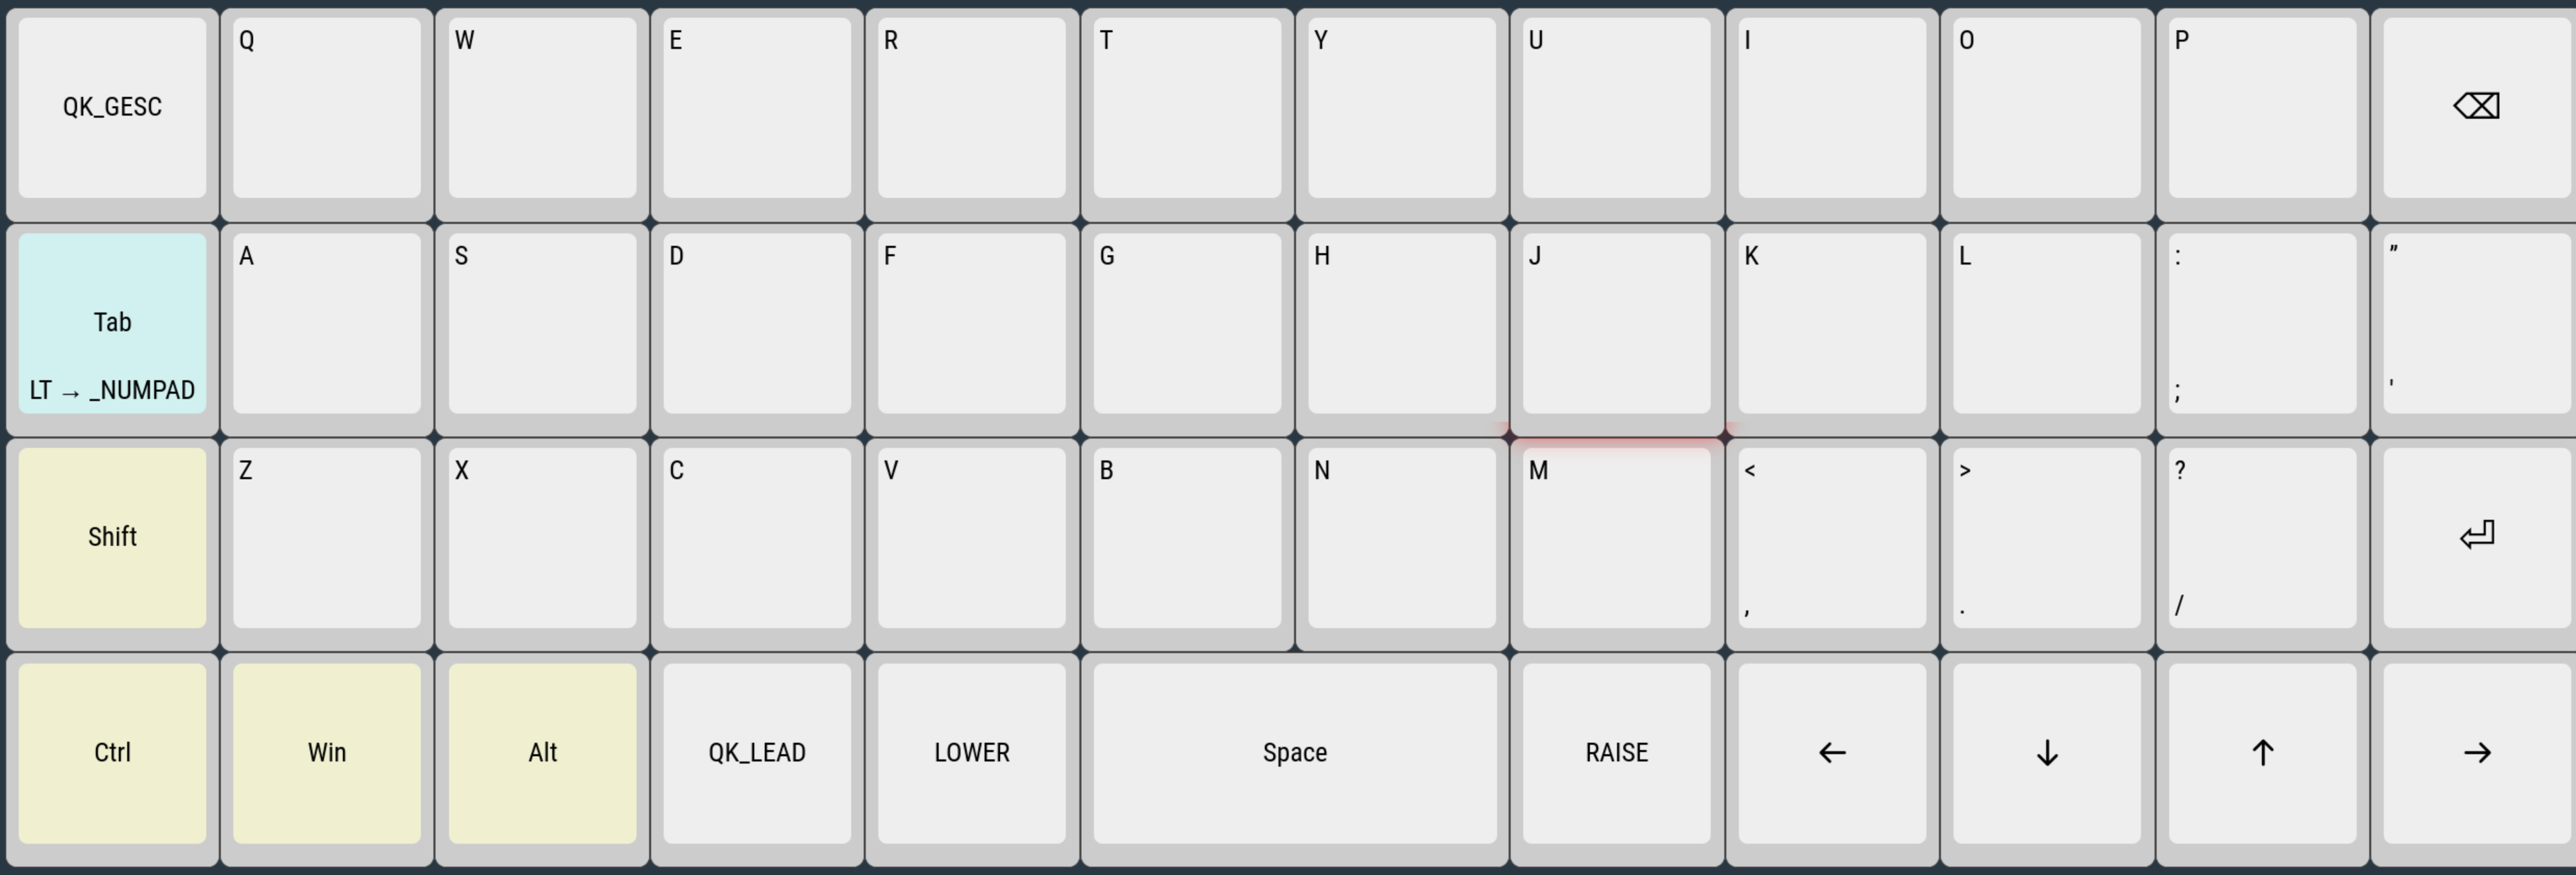 QK_GESC Q W E R T Y U I O P ⌫
Tab A S D F G H J K L : ”
LT → _NUMPAD ; '
Shift Z X C V B N M < > ? ⏎
, . /
Ctrl Win Alt QK_LEAD LOWER Space RAISE ← ↓ ↑ →